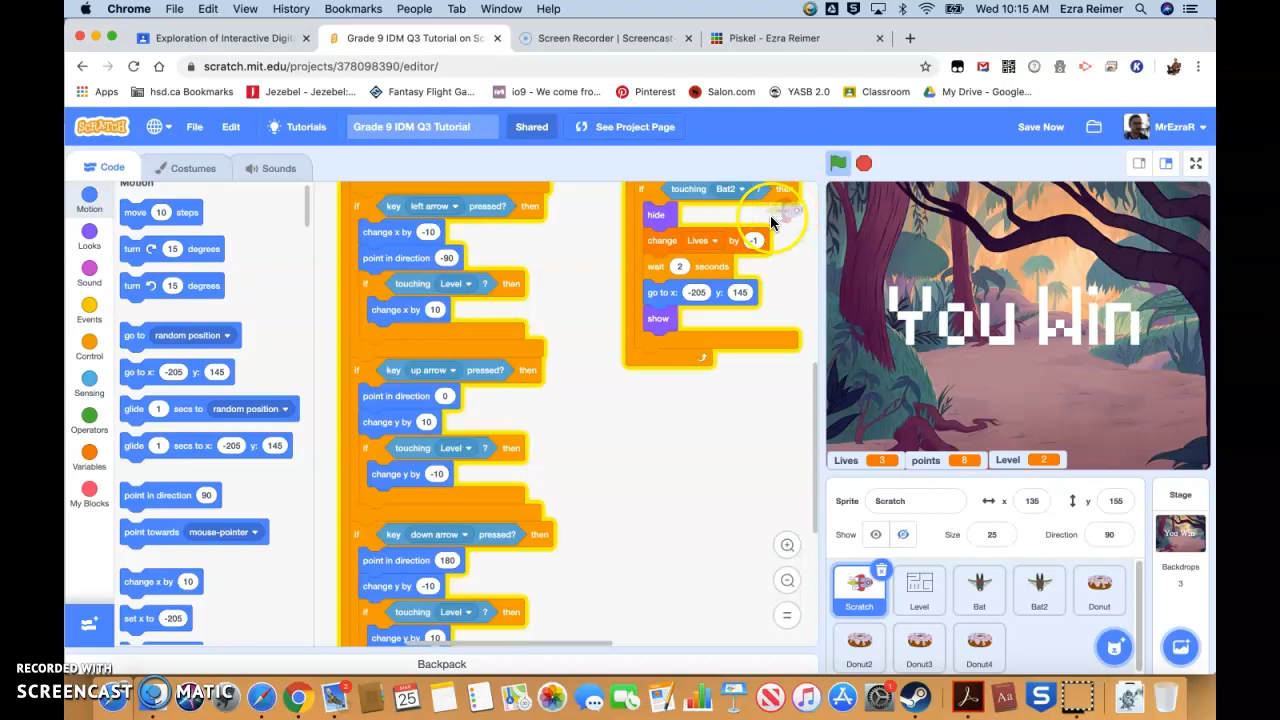 Chrome File Edit View History Bookmarks People Tab Window Help Wed 10:15 AM Ezra Reimer
Exploration of Interactive Digita
Grade 9 IDM Q3 Tutorial on Sc
Screen Recorder | Screencast-
Piskel - Ezra Reimer
scratch.mit.edu/projects/378098390/editor/
Apps hsd.ca Bookmarks Jezebel - Jezebel:... Fantasy Flight Ga... io9 - We come fro... Pinterest Salon.com YASB 2.0 Classroom My Drive - Google...
SCRATCH File Edit Tutorials Grade 9 IDM Q3 Tutorial Shared See Project Page Save Now MrEzraR
Code Costumes Sounds
Motion
Looks
Sound
Events
Control
Sensing
Operators
Variables
My Blocks
Motion
move 10 steps
turn 15 degrees
turn 15 degrees
go to random position
go to x: -205 y: 145
glide 1 secs to random position
glide 1 secs to x: -205 y: 145
point in direction 90
point towards mouse-pointer
change x by 10
set x to -205
if key left arrow pressed? then
change x by -10
point in direction -90
if touching Level ? then
change x by 10
if key up arrow pressed? then
point in direction 0
change y by 10
if touching Level ? then
change y by -10
if key down arrow pressed? then
point in direction 180
change y by -10
if touching Level ? then
change y by 10
if touching Bat2 ? then
hide
change Lives by -1
wait 2 seconds
go to x: -205 y: 145
show
Backpack
You Win
Lives 3 points 8 Level 2
Sprite Scratch x 135 y 155
Show Size 25 Direction 90
Scratch Level Bat Bat2 Donut
Donut2 Donut3 Donut4
Stage
You Win
Backdrops
3
RECORDED WITH
SCREENCAST MATIC
MAR
25
2
1